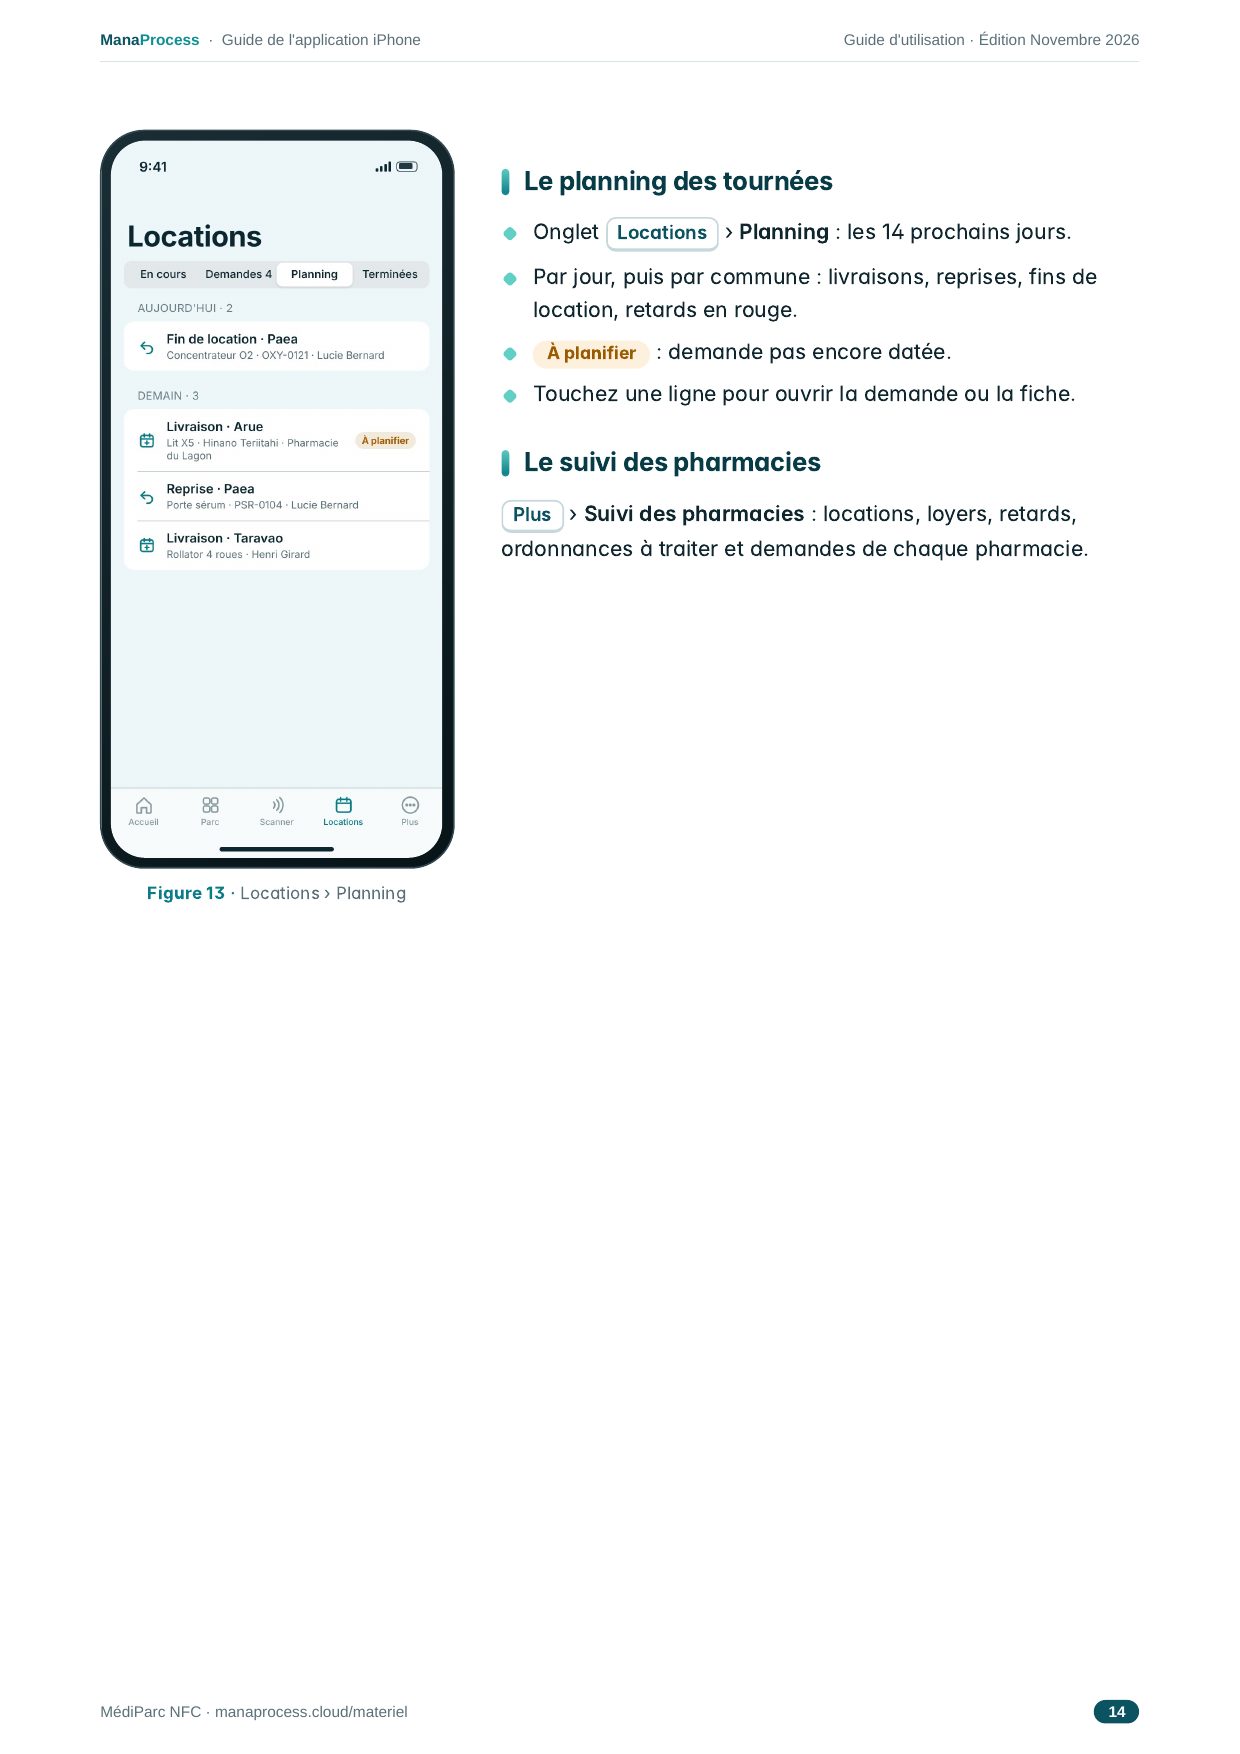 ManaProcess · Guide de l'application iPhone
Guide d'utilisation · Édition Novembre 2026
9:41
Locations
En cours Demandes 4 Planning Terminées
AUJOURD'HUI · 2
Fin de location · Paea
Concentrateur O2 · OXY-0121 · Lucie Bernard
DEMAIN · 3
Livraison · Arue
Lit X5 · Hinano Teriitahi · Pharmacie
du Lagon
À planifier
Reprise · Paea
Porte sérum · PSR-0104 · Lucie Bernard
Livraison · Taravao
Rollator 4 roues · Henri Girard
Accueil Parc Scanner Locations Plus
Figure 13 · Locations › Planning
Le planning des tournées
Onglet Locations › Planning : les 14 prochains jours.
Par jour, puis par commune : livraisons, reprises, fins de
location, retards en rouge.
À planifier : demande pas encore datée.
Touchez une ligne pour ouvrir la demande ou la fiche.
Le suivi des pharmacies
Plus › Suivi des pharmacies : locations, loyers, retards,
ordonnances à traiter et demandes de chaque pharmacie.
MédiParc NFC · manaprocess.cloud/materiel
14